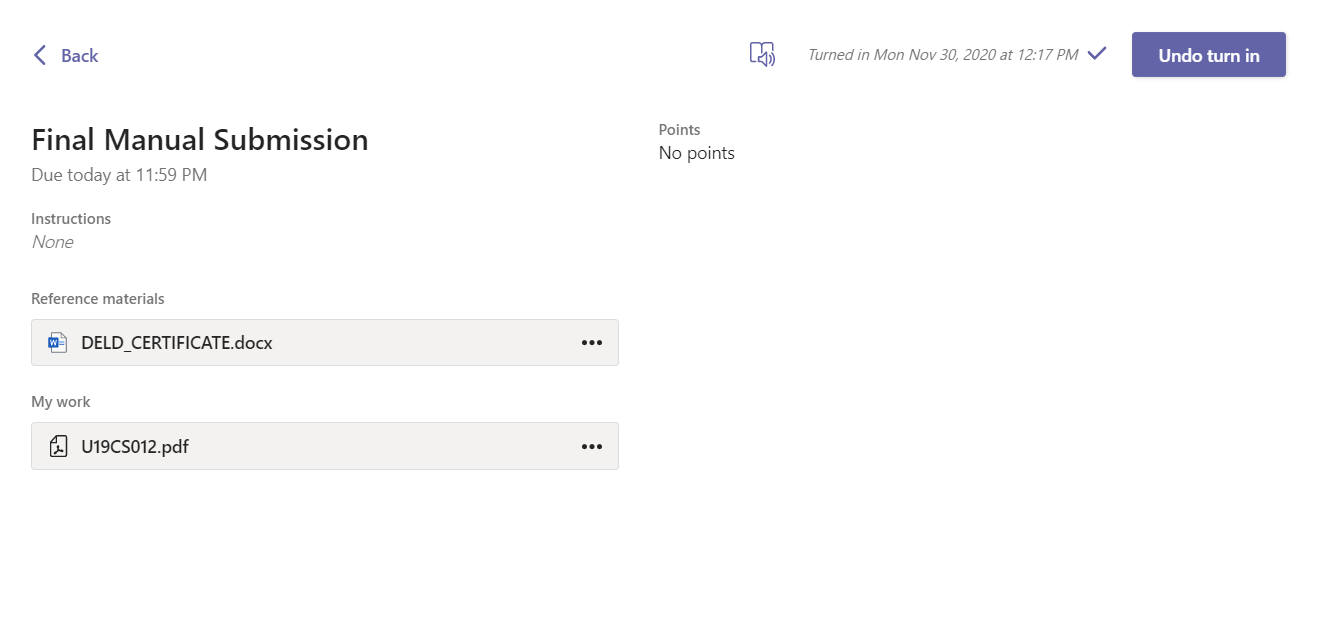 Back
Turned in Mon Nov 30, 2020 at 12:17 PM
Undo turn in
Final Manual Submission
Due today at 11:59 PM
Instructions
None
Reference materials
DELD_CERTIFICATE.docx
My work
U19CS012.pdf
Points
No points